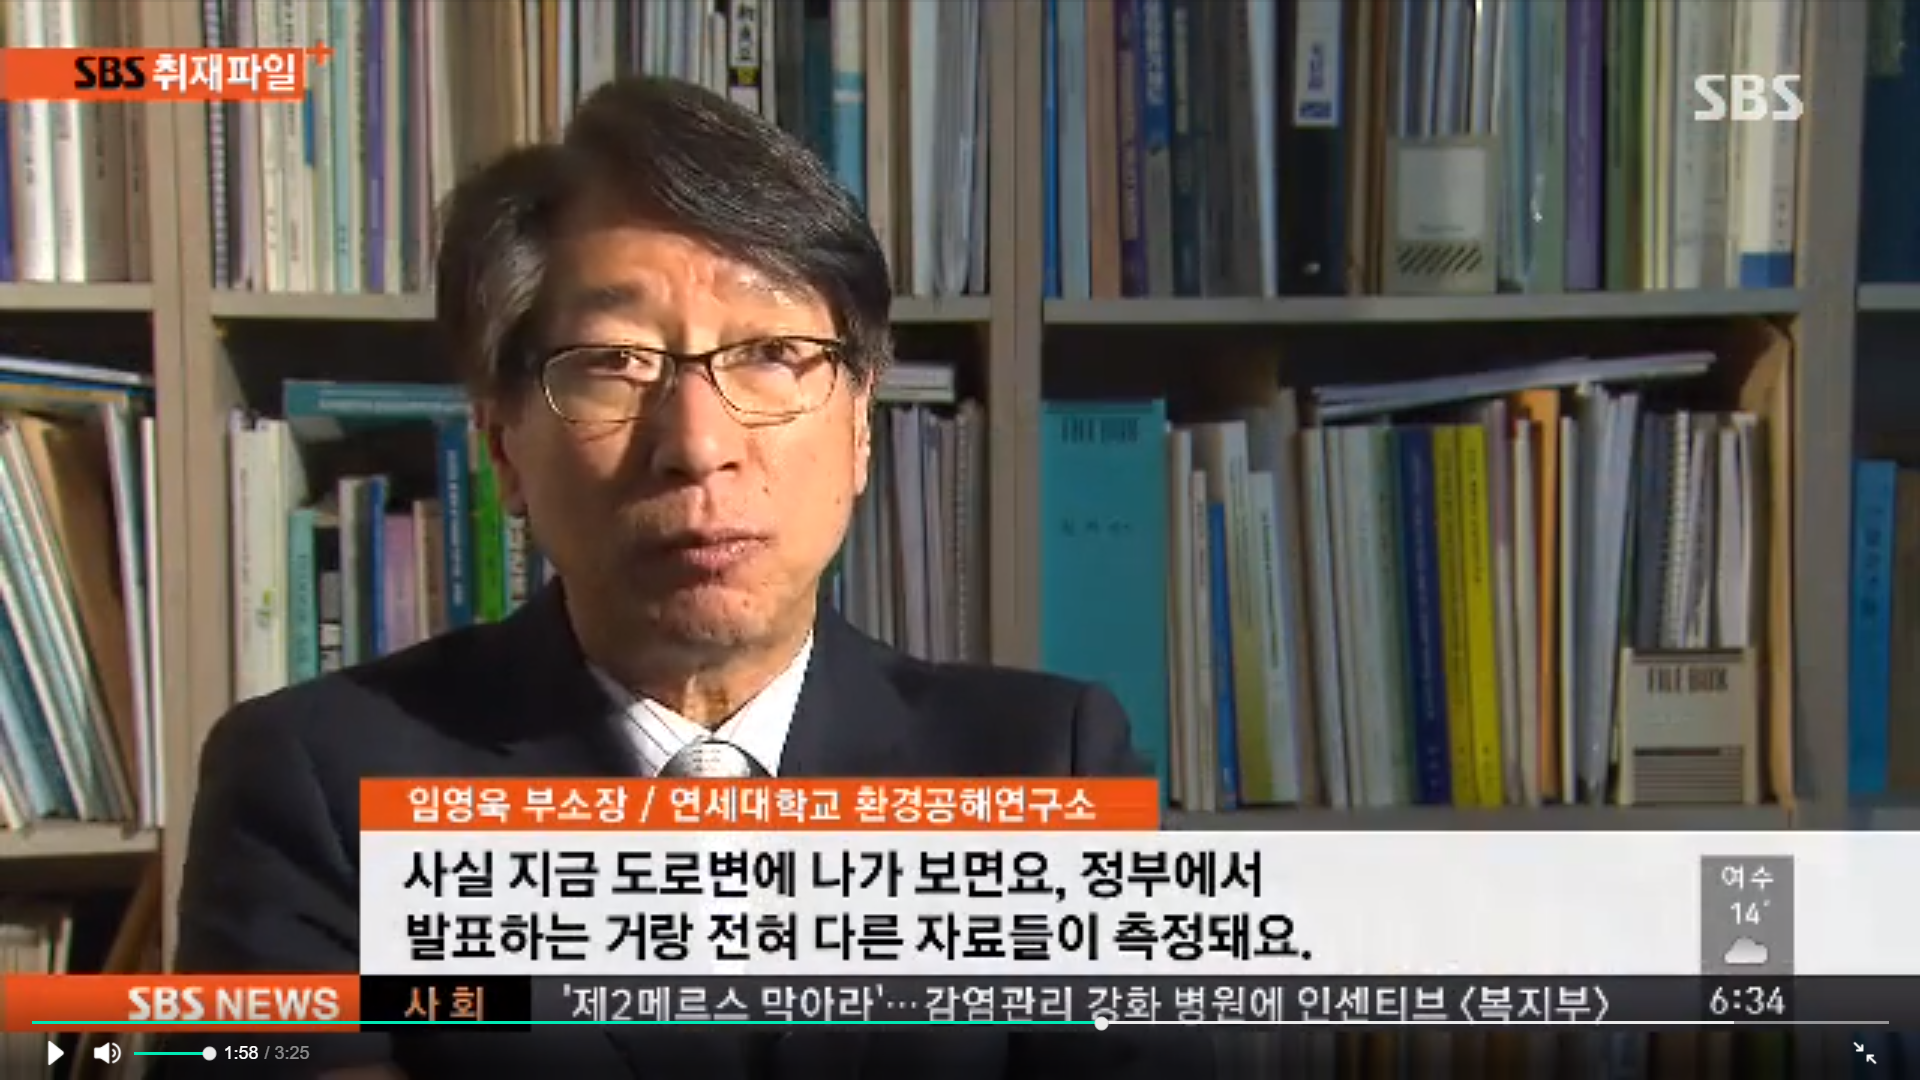 SBS 취재파일+
SBS
FILE BOX
FILE BOX
임영욱 부소장 / 연세대학교 환경공해연구소
사실 지금 도로변에 나가 보면요, 정부에서
발표하는 거랑 전혀 다른 자료들이 측정돼요.
여수
14°
SBS NEWS
사회
'제2메르스 막아라'…감염관리 강화 병원에 인센티브 〈복지부〉
6:34
1:58 / 3:25